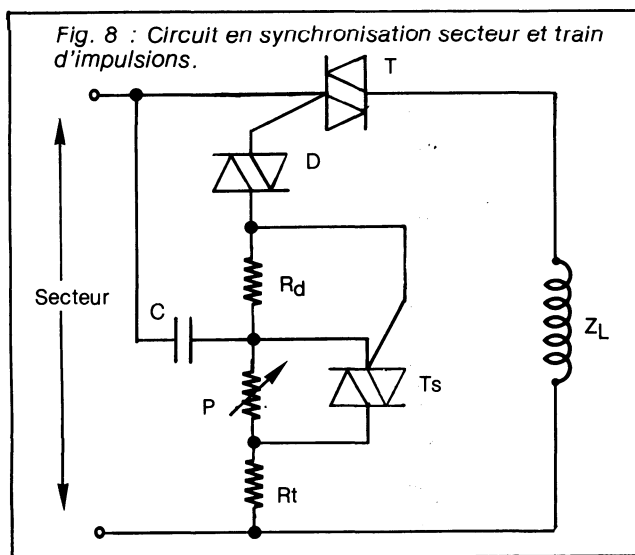 Fig. 8 : Circuit en synchronisation secteur et train
d'impulsions.
T
D
Rd
Secteur
C
ZL
P
Ts
Rt